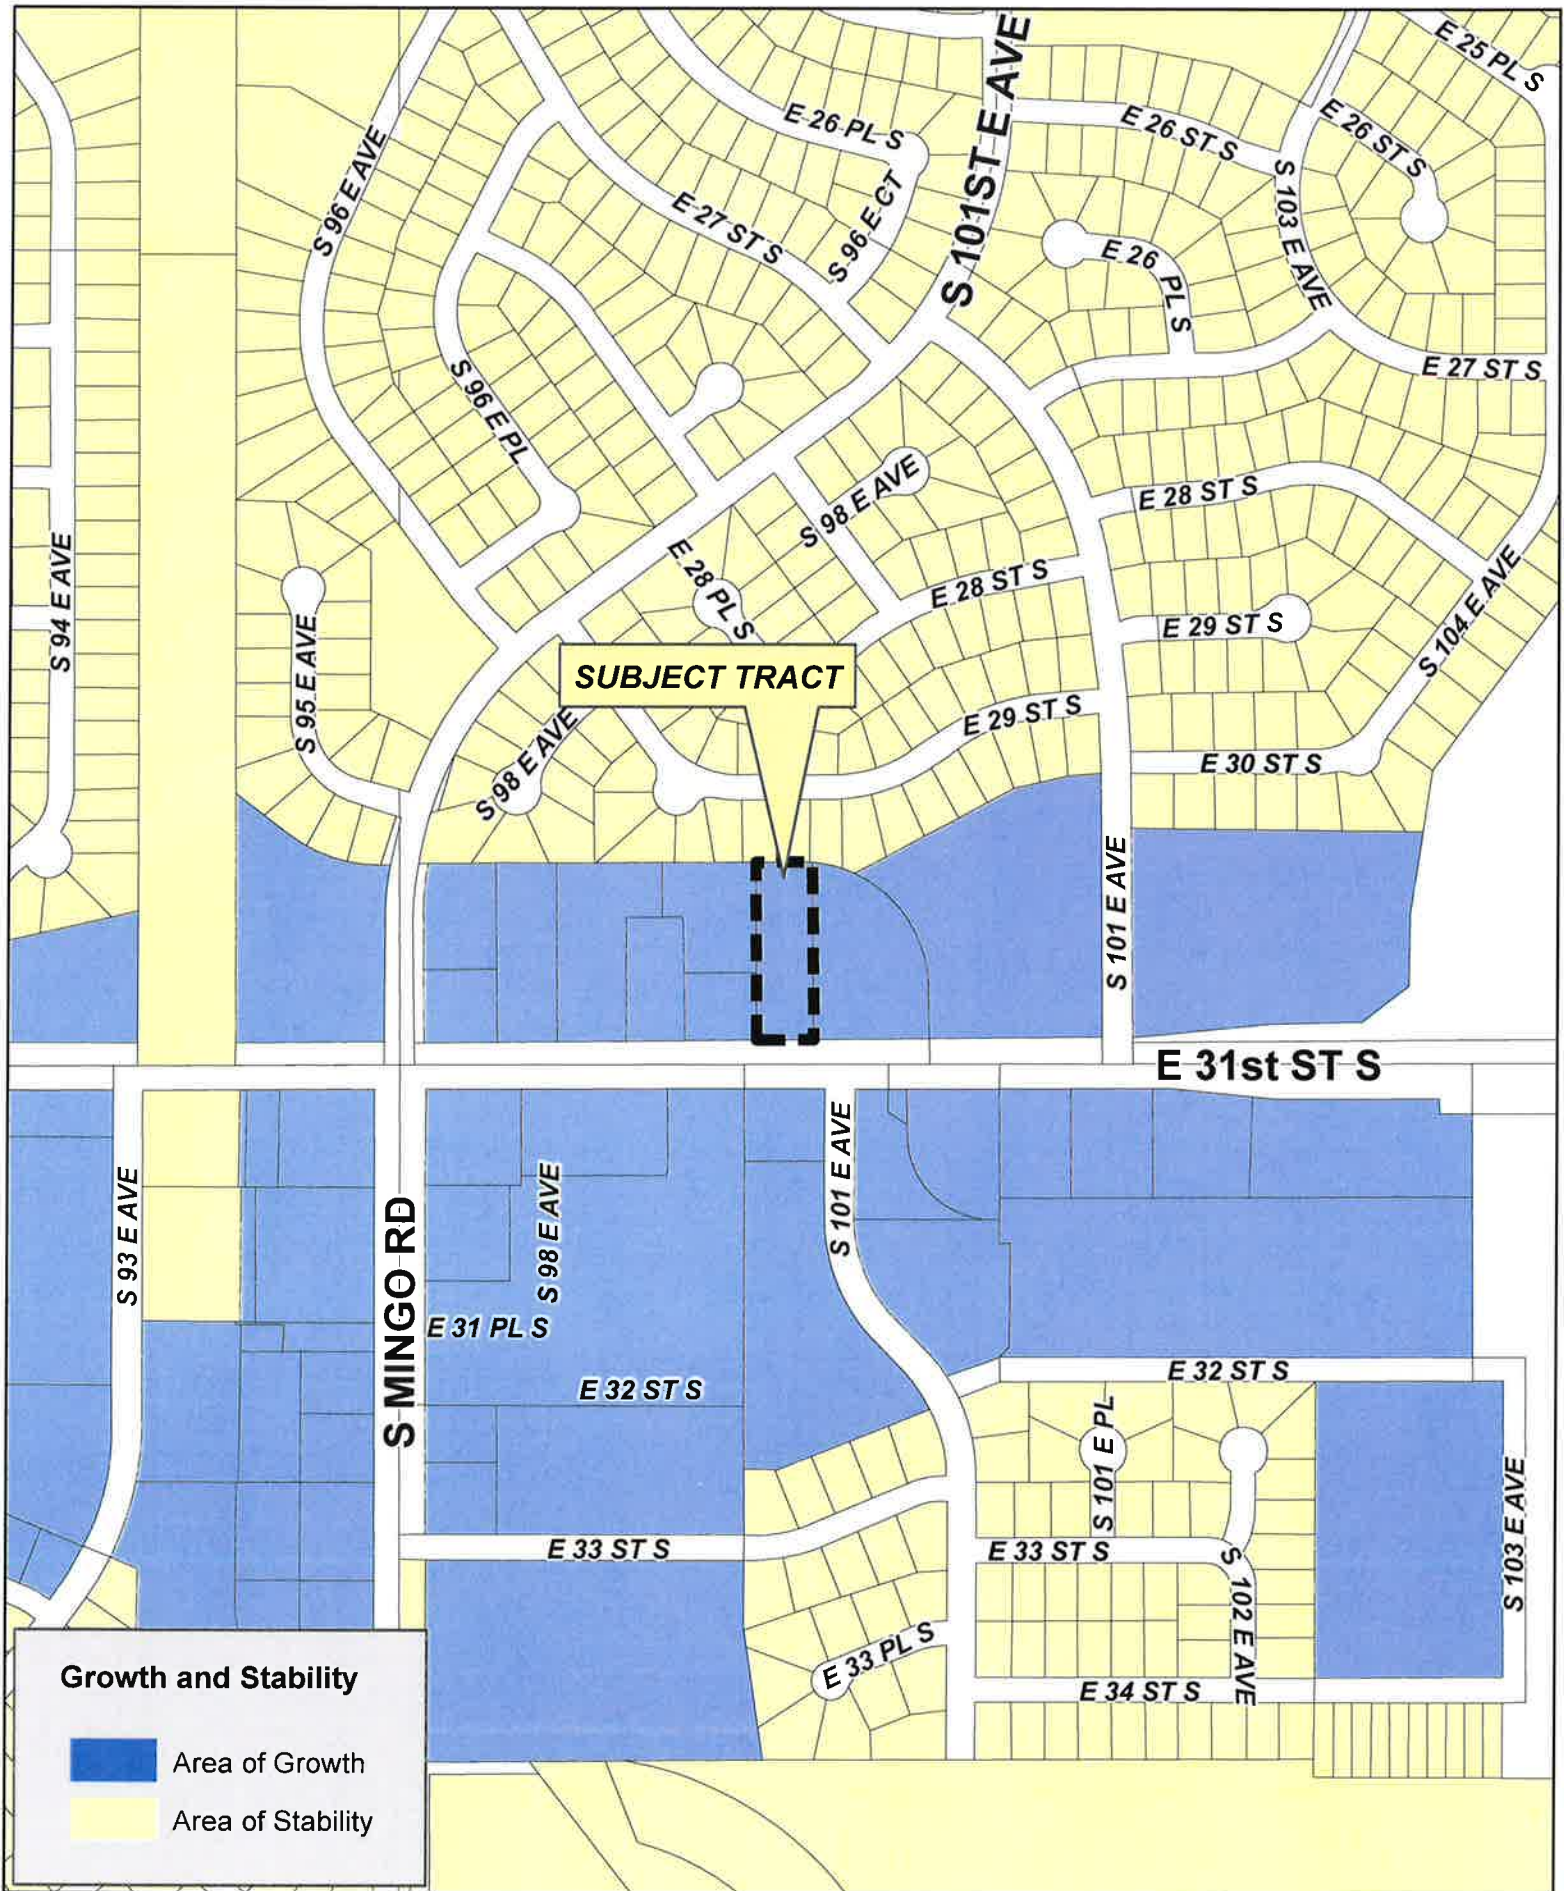 E 25 PL S
S 101ST E AVE
E 26 PL S
E 26 ST S
E 26 ST S
S 96 E AVE
S 96 E CT
E 27 ST S
S 103 E AVE
E 26 PL S
E 27 ST S
S 96 E PL
S 98 E AVE
E 28 ST S
S 94 E AVE
E 28 PL S
E 28 ST S
S 95 E AVE
E 29 ST S
S 104 E AVE
SUBJECT TRACT
E 29 ST S
S 98 E AVE
E 30 ST S
S 101 E AVE
E 31st ST S
S 93 E AVE
S 101 E AVE
S 98 E AVE
S MINGO RD
E 31 PL S
E 32 ST S
E 32 ST S
S 101 E PL
S 103 E AVE
E 33 ST S
E 33 ST S
S 102 E AVE
E 33 PL S
E 34 ST S
Growth and Stability
Area of Growth
Area of Stability